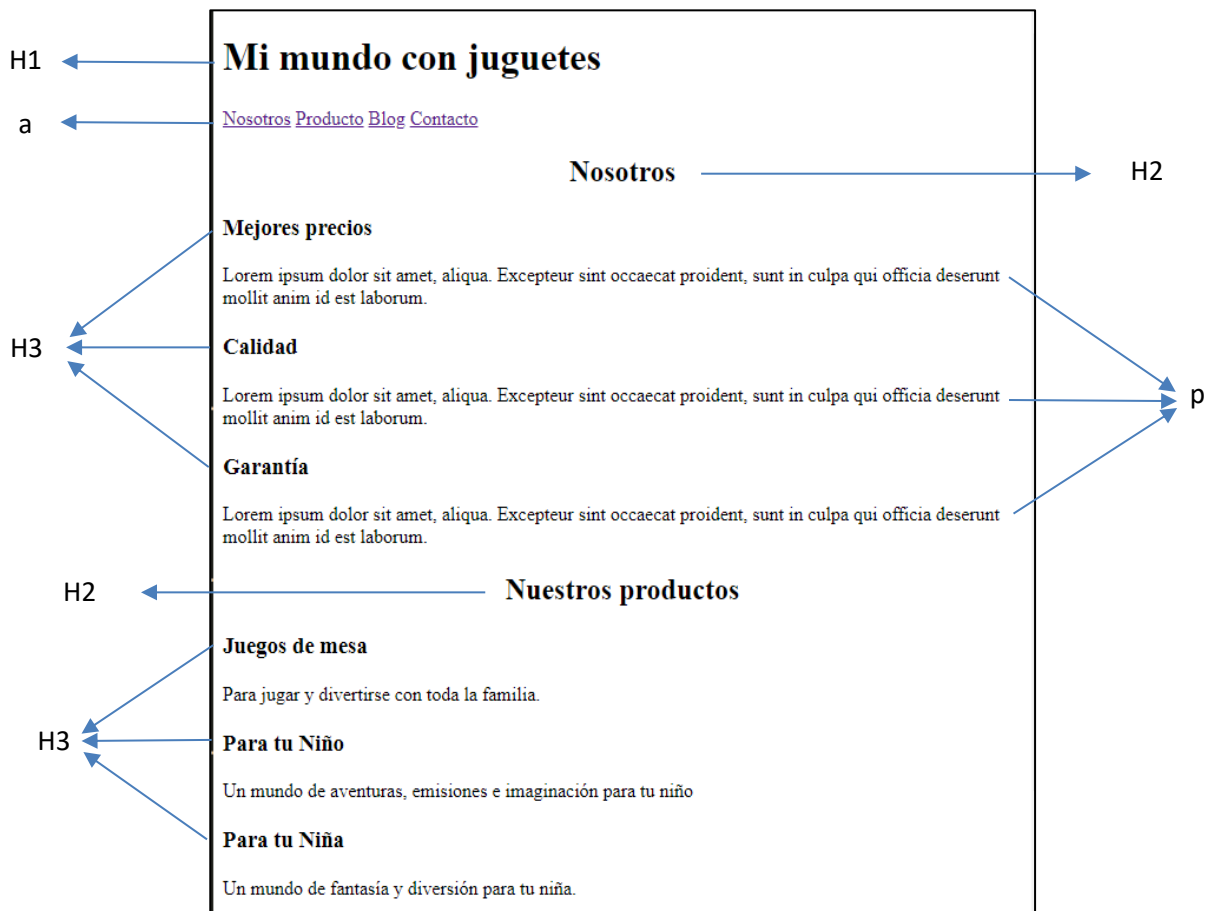 H1
Mi mundo con juguetes
a
Nosotros Producto Blog Contacto
Nosotros
H2
Mejores precios
Lorem ipsum dolor sit amet, aliqua. Excepteur sint occaecat proident, sunt in culpa qui officia deserunt
mollit anim id est laborum.
H3
Calidad
Lorem ipsum dolor sit amet, aliqua. Excepteur sint occaecat proident, sunt in culpa qui officia deserunt
mollit anim id est laborum.
p
Garantía
Lorem ipsum dolor sit amet, aliqua. Excepteur sint occaecat proident, sunt in culpa qui officia deserunt
mollit anim id est laborum.
H2
Nuestros productos
Juegos de mesa
Para jugar y divertirse con toda la familia.
H3
Para tu Niño
Un mundo de aventuras, emisiones e imaginación para tu niño
Para tu Niña
Un mundo de fantasía y diversión para tu niña.